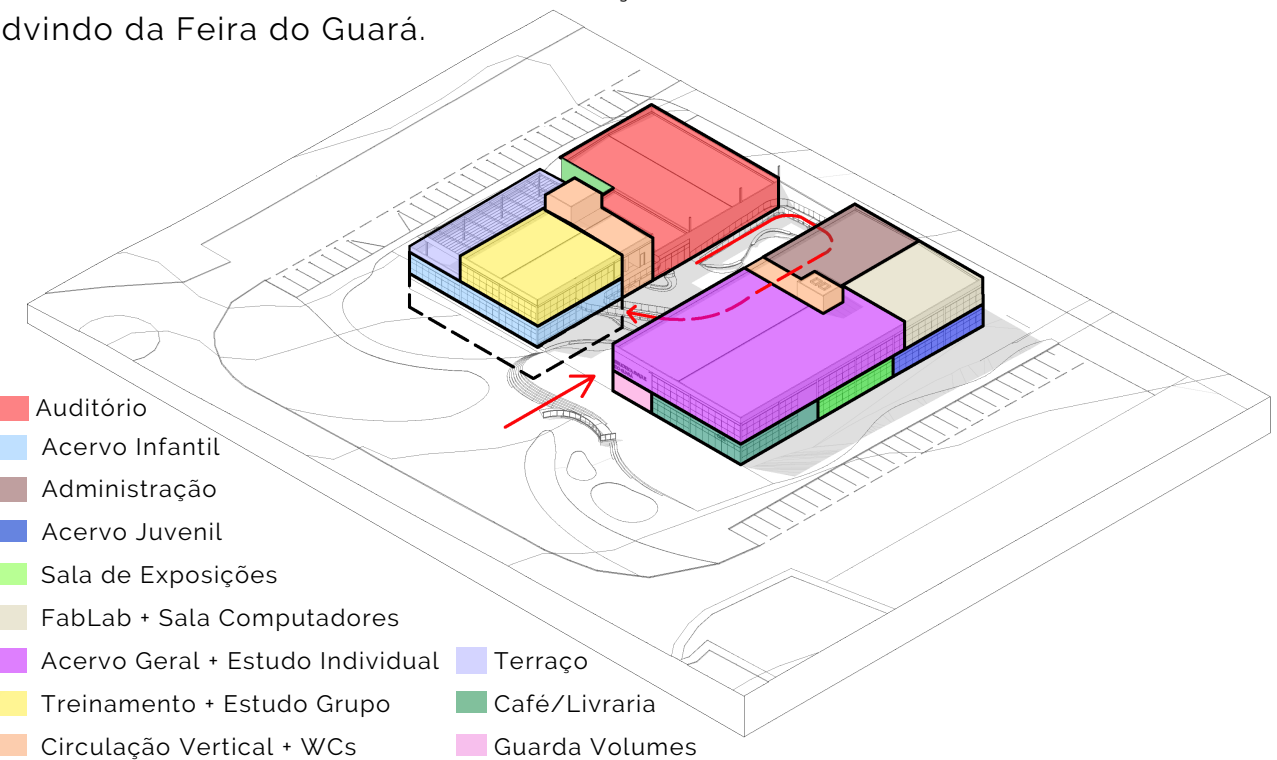 dvindo da Feira do Guará.
Auditório
Acervo Infantil
Administração
Acervo Juvenil
Sala de Exposições
FabLab + Sala Computadores
Acervo Geral + Estudo Individual
Treinamento + Estudo Grupo
Circulação Vertical + WCs
Terraço
Café/Livraria
Guarda Volumes